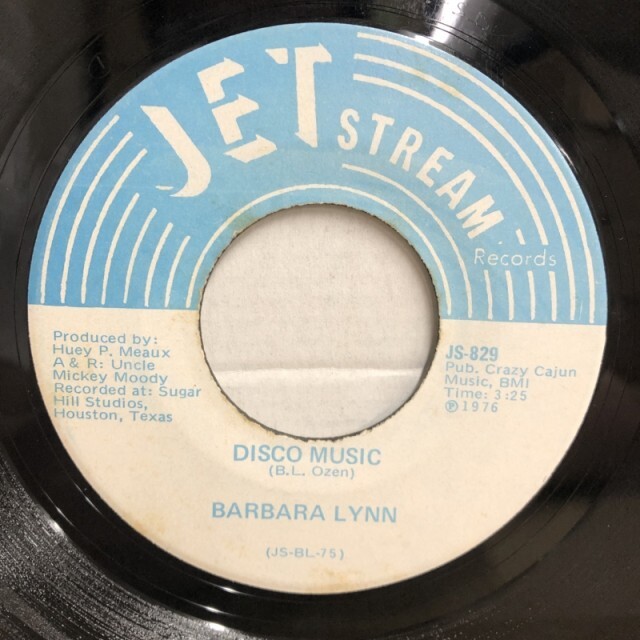 JET STREAM
Records
Produced by:
Huey P. Meaux
A & R: Uncle
Mickey Moody
Recorded at: Sugar
Hill Studios,
Houston, Texas
JS-829
Pub. Crazy Cajun
Music, BMI
Time: 3:25
℗1976
DISCO MUSIC
(B.L. Ozen)
BARBARA LYNN
(JS-BL-75)